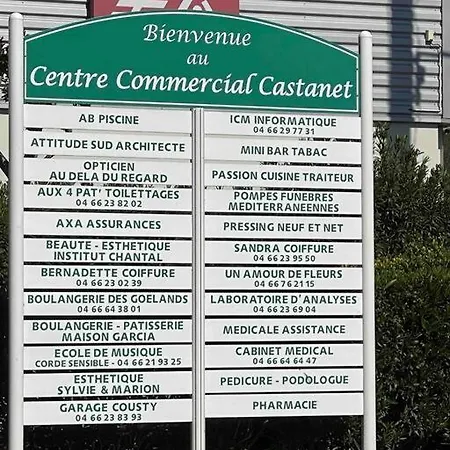 Bienvenue
au
Centre Commercial Castanet
AB PISCINE
ATTITUDE SUD ARCHITECTE
OPTICIEN
AU DELA DU REGARD
AUX 4 PAT' TOILETTAGES
04 66 23 82 02
AXA ASSURANCES
BEAUTE - ESTHETIQUE
INSTITUT CHANTAL
BERNADETTE COIFFURE
04 66 23 02 39
BOULANGERIE DES GOELANDS
04 66 64 38 01
BOULANGERIE - PATISSERIE
MAISON GARCIA
ECOLE DE MUSIQUE
CORDE SENSIBLE - 04 66 21 93 25
ESTHETIQUE
SYLVIE & MARION
GARAGE COUSTY
04 66 23 83 93
ICM INFORMATIQUE
04 66 29 77 31
MINI BAR TABAC
PASSION CUISINE TRAITEUR
POMPES FUNEBRES
MEDITERRANEENNES
PRESSING NEUF ET NET
SANDRA COIFFURE
04 66 23 95 50
UN AMOUR DE FLEURS
04 66 76 21 15
LABORATOIRE D'ANALYSES
04 66 23 69 04
MEDICALE ASSISTANCE
CABINET MEDICAL
04 66 64 64 47
PEDICURE - PODOLOGUE
PHARMACIE